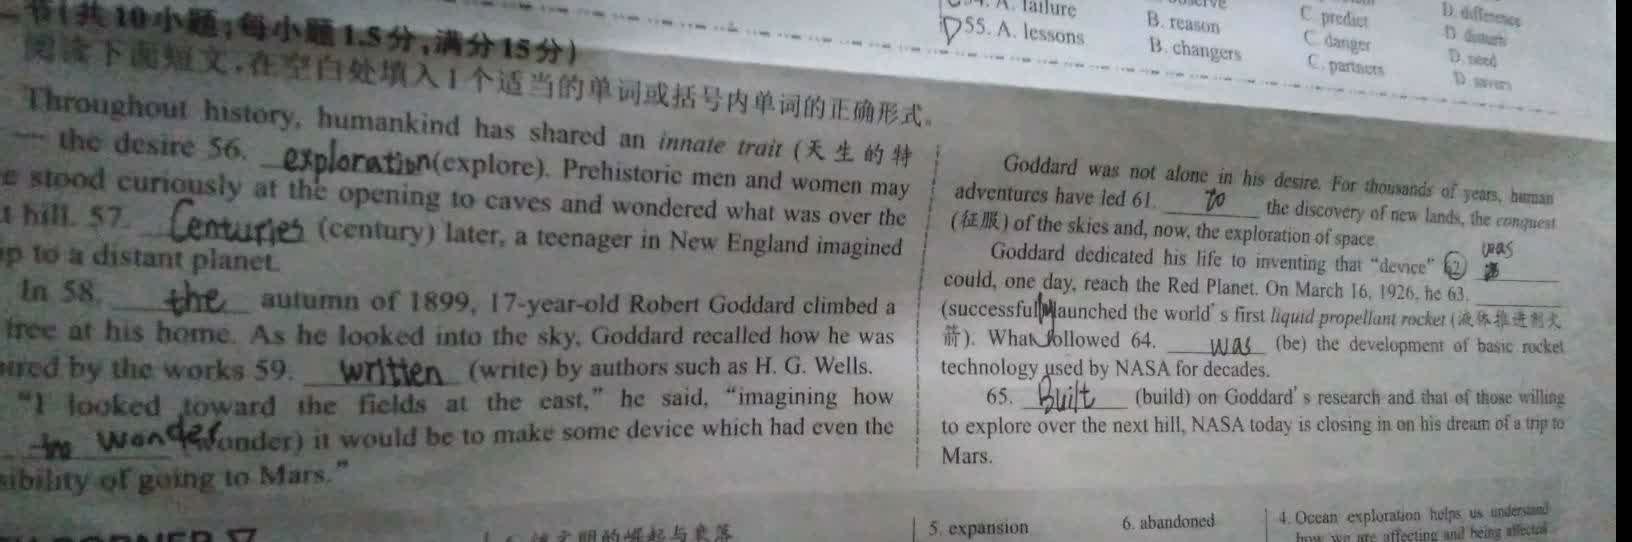 节(共10小题;每小题1.5分,满分15分)
阅读下面短文,在空白处填入1个适当的单词或括号内单词的正确形式。
Throughout history, humankind has shared an innate trait (天生的特
— the desire 56. exploration (explore). Prehistoric men and women may
stood curiously at the opening to caves and wondered what was over the
hill. 57. Centuries (century) later, a teenager in New England imagined
to a distant planet.
In 58. the autumn of 1899, 17-year-old Robert Goddard climbed a
tree at his home. As he looked into the sky, Goddard recalled how he was
by the works 59. written (write) by authors such as H. G. Wells.
"I looked toward the fields at the east," he said, "imagining how
wonder (wonder) it would be to make some device which had even the
of going to Mars."
A. failure
B. reason
C. predict
D. difference
55. A. lessons
B. changers
C. danger
C. partners
D. need
Goddard was not alone in his desire. For thousands of years, human
adventures have led 61. to the discovery of new lands, the conquest
(征服) of the skies and, now, the exploration of space.
Goddard dedicated his life to inventing that "device" 62 was
could, one day, reach the Red Planet. On March 16, 1926, he 63.
(successful) launched the world's first liquid propellant rocket (液体推进剂火
箭). What followed 64. was (be) the development of basic rocket
technology used by NASA for decades.
65. Built (build) on Goddard's research and that of those willing
to explore over the next hill, NASA today is closing in on his dream of a trip to
Mars.
文明的崛起与衰落
5. expansion
6. abandoned
4. Ocean exploration helps us understand
how we are affecting and being affected